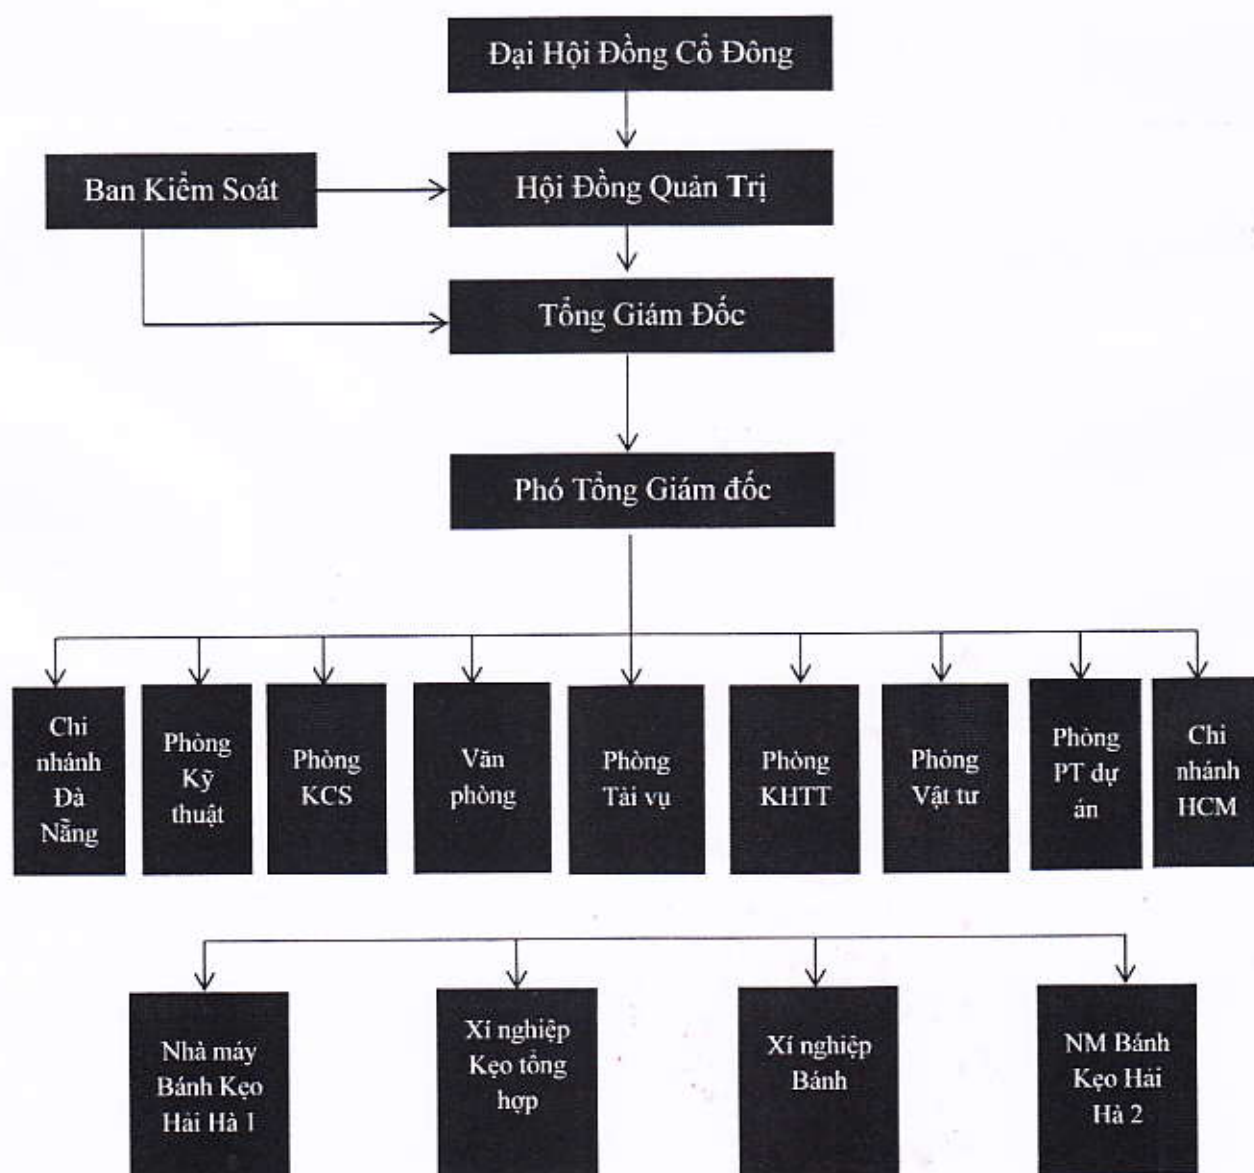 Đại Hội Đồng Cổ Đông
Ban Kiểm Soát
Hội Đồng Quản Trị
Tổng Giám Đốc
Phó Tổng Giám đốc
Chi
nhánh
Đà
Nẵng
Phòng
Kỹ
thuật
Phòng
KCS
Văn
phòng
Phòng
Tài vụ
Phòng
KHTT
Phòng
Vật tư
Phòng
PT dự
án
Chi
nhánh
HCM
Nhà máy
Bánh Kẹo
Hải Hà 1
Xí nghiệp
Kẹo tổng
hợp
Xí nghiệp
Bánh
NM Bánh
Kẹo Hải
Hà 2